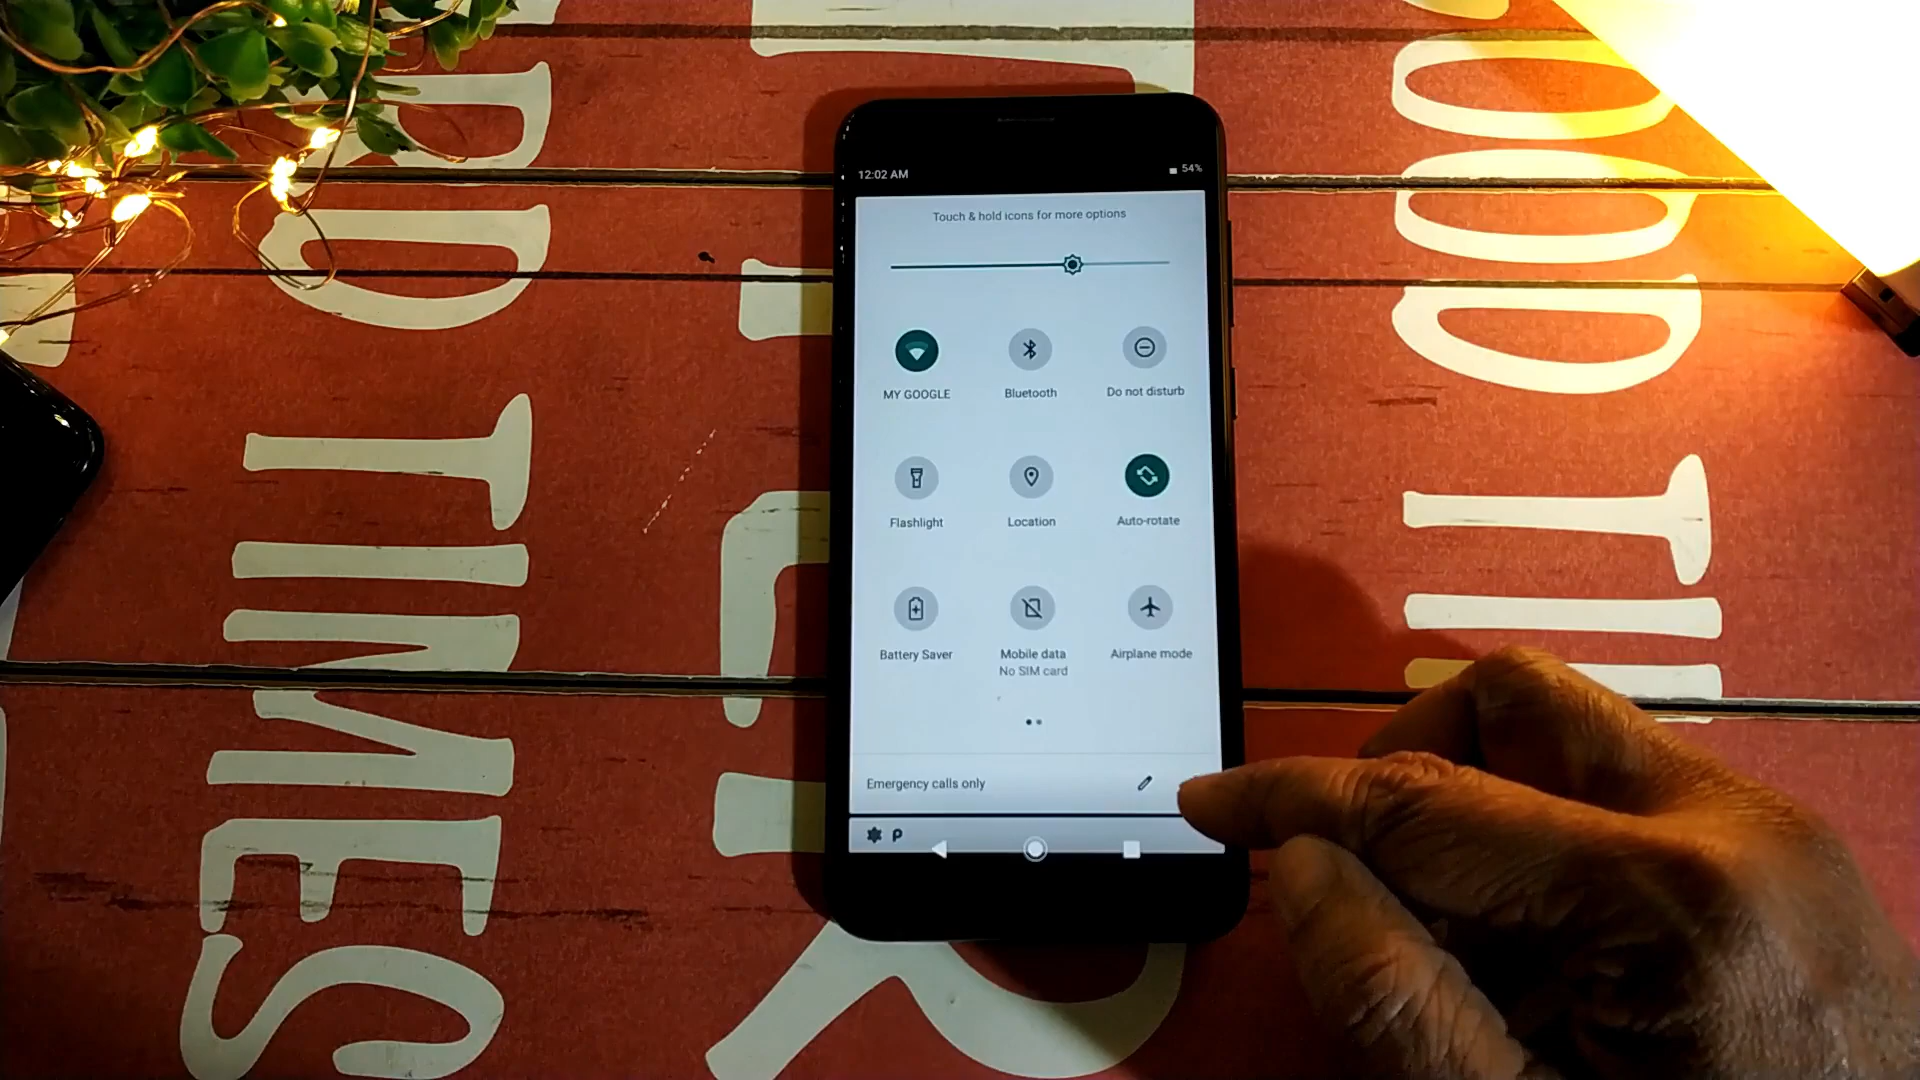 12:02 AM
54%
Touch & hold icons for more options
MY GOOGLE
Bluetooth
Do not disturb
Flashlight
Location
Auto-rotate
Battery Saver
Mobile data
No SIM card
Airplane mode
Emergency calls only
TIMES